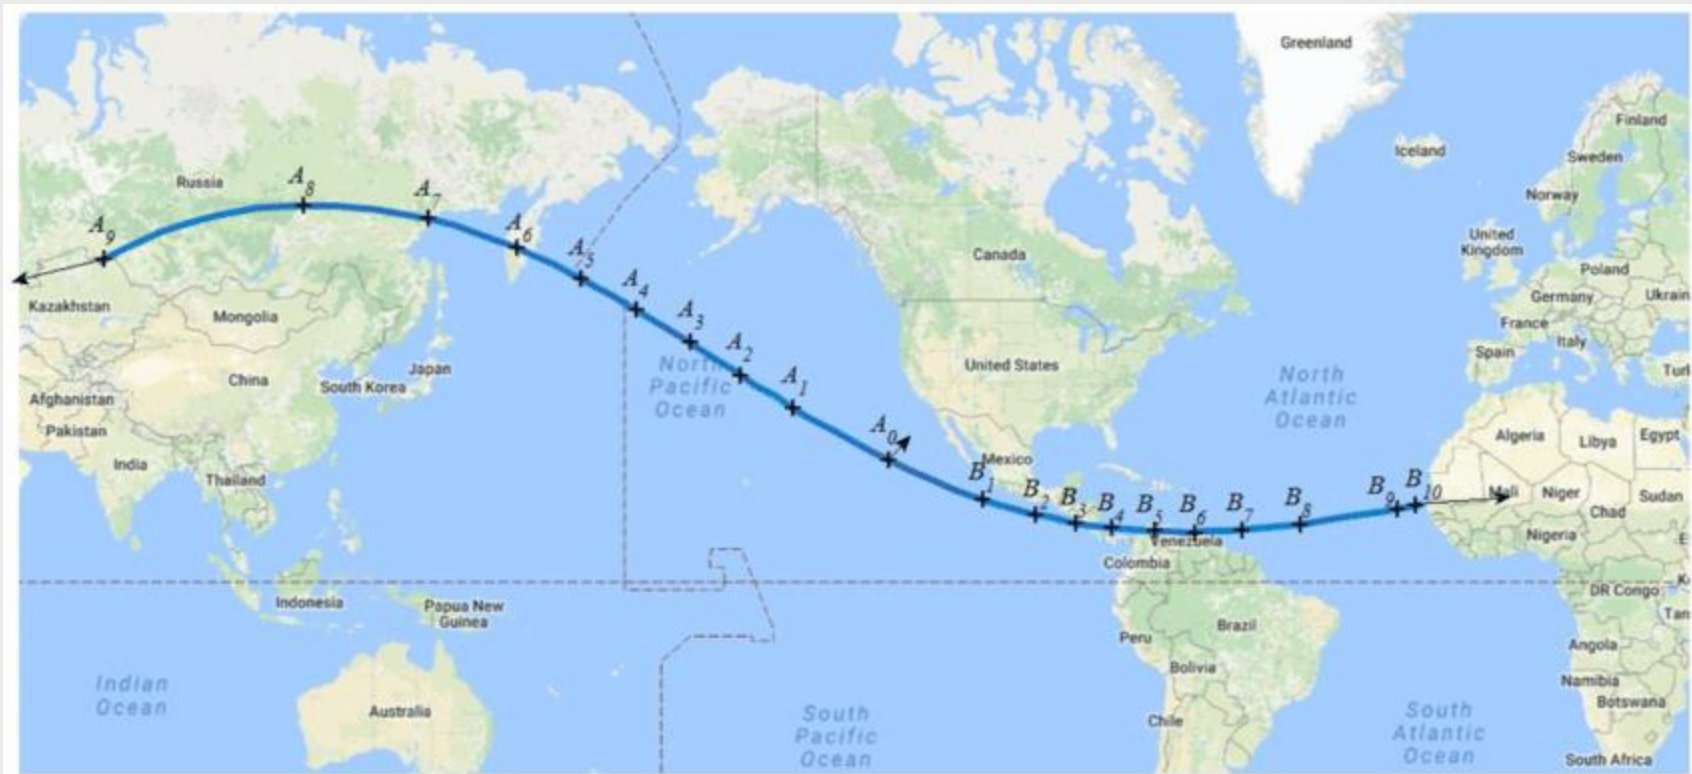 Greenland
Finland
Iceland
Sweden
Norway
Russia
A8
A7
A9
A6
A5
United
Kingdom
Canada
Poland
Kazakhstan
A4
Germany
Ukrain
Mongolia
A3
France
Italy
A2
Spain
North
Pacific
Ocean
United States
Japan
China
South Korea
A1
North
Atlantic
Ocean
Afghanistan
Pakistan
A0
Algeria
Libya
Egypt
India
Mexico
Thailand
B1
B2
B3
B4
B5
B6
B7
B8
B9
B10
Mali
Niger
Sudan
Chad
Nigeria
Venezuela
Colombia
Indonesia
Papua New
Guinea
DR Congo
Peru
Brazil
Angola
Bolivia
Indian
Ocean
Namibia
Botswana
Australia
South
Pacific
Ocean
Chile
South
Atlantic
Ocean
South Africa